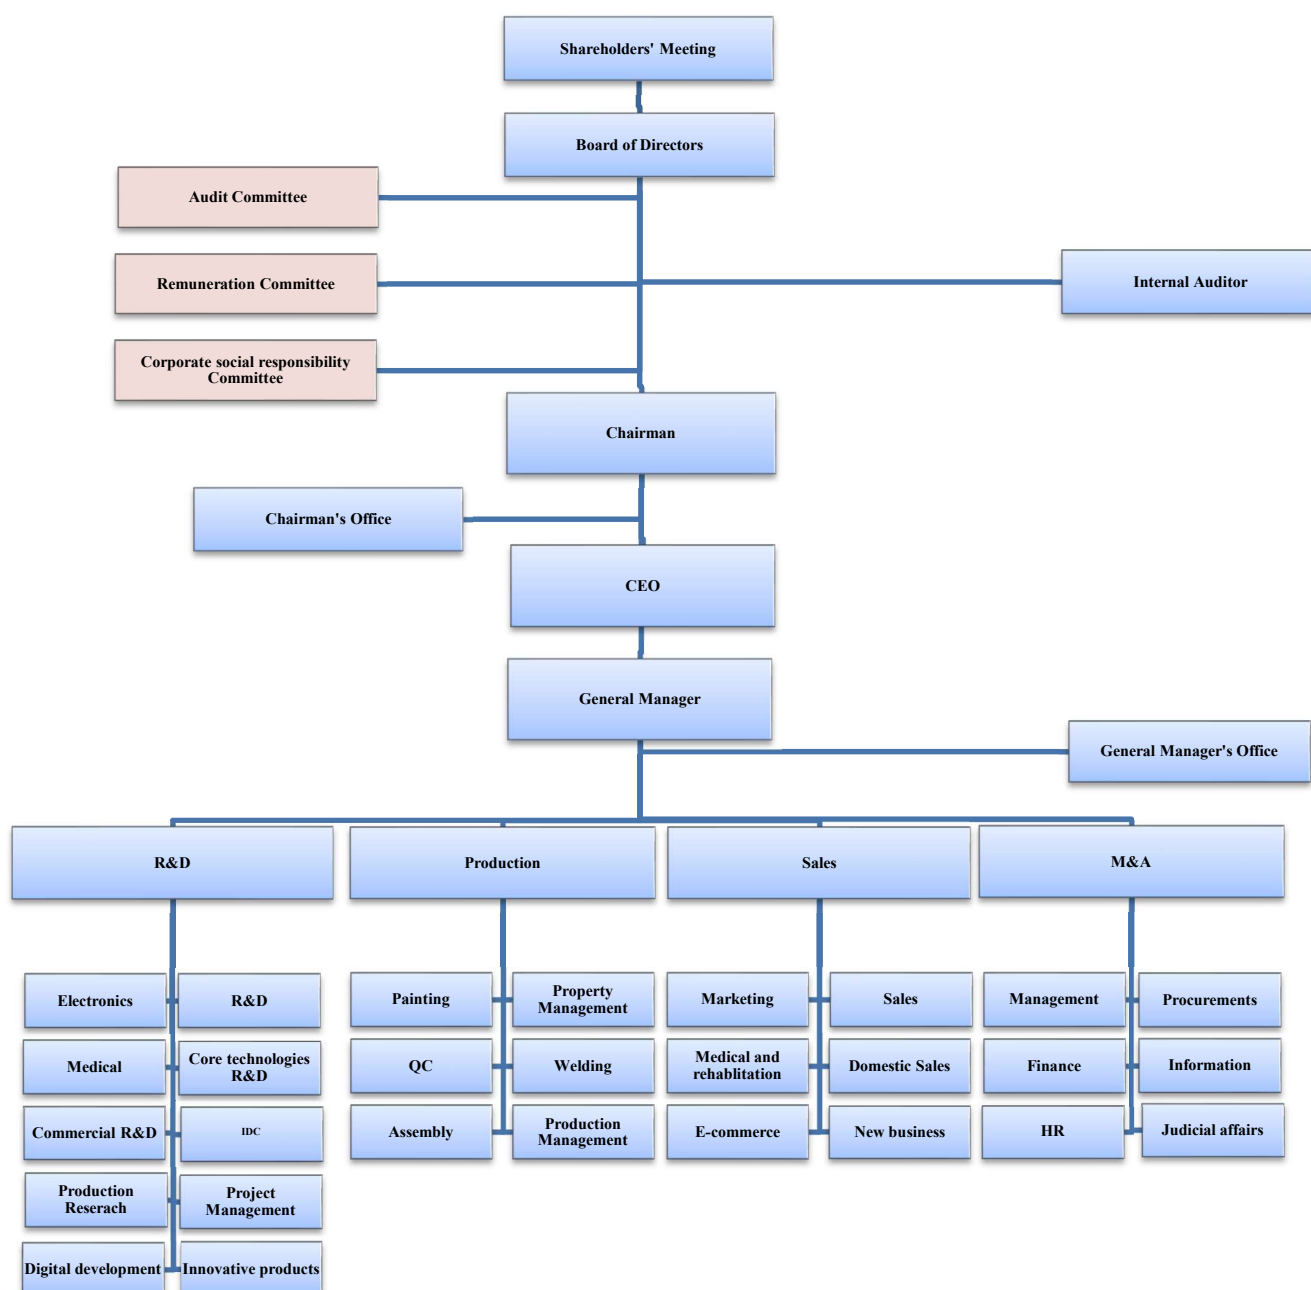 Shareholders' Meeting
Board of Directors
Audit Committee
Remuneration Committee
Internal Auditor
Corporate social responsibility
Committee
Chairman
Chairman's Office
CEO
General Manager
General Manager's Office
R&D
Production
Sales
M&A
Electronics
R&D
Painting
Property
Management
Marketing
Sales
Management
Procurements
Medical
Core technologies
R&D
QC
Welding
Medical and
rehablitation
Domestic Sales
Finance
Information
Commercial R&D
IDC
Assembly
Production
Management
E-commerce
New business
HR
Judicial affairs
Production
Reserach
Project
Management
Digital development
Innovative products